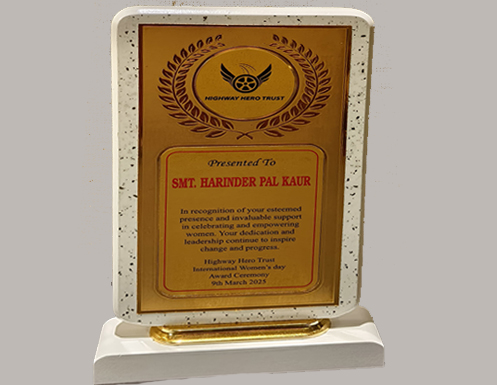 HIGHWAY HERO TRUST
Presented To
SMT. HARINDER PAL KAUR
In recognition of your esteemed
presence and invaluable support
in celebrating and empowering
women. Your dedication and
leadership continue to inspire
change and progress.
Highway Hero Trust
International Women's day
Award Ceremony
9th March 2025